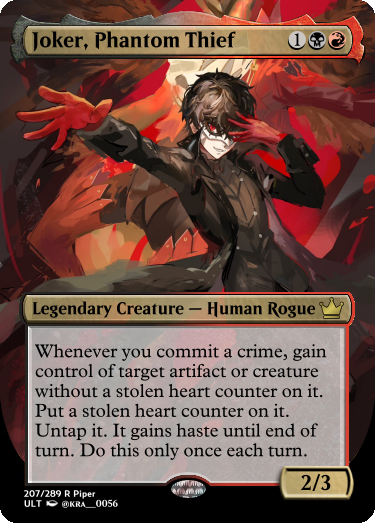 Joker, Phantom Thief 1
Legendary Creature — Human Rogue
Whenever you commit a crime, gain
control of target artifact or creature
without a stolen heart counter on it.
Put a stolen heart counter on it.
Untap it. It gains haste until end of
turn. Do this only once each turn.
2/3
207/289 R Piper
ULT @KRA__0056